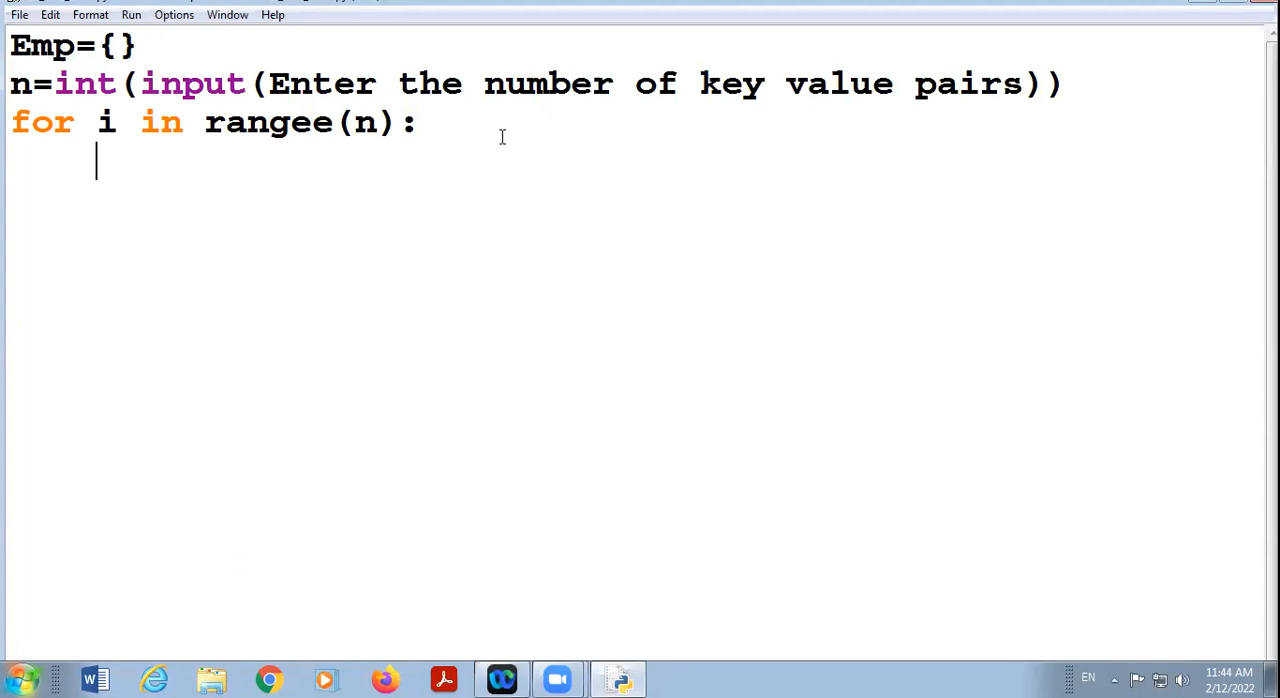 File Edit Format Run Options Window Help
Emp={}
n=int(input(Enter the number of key value pairs))
for i in rangee(n):
EN
11:44 AM
2/12/2022